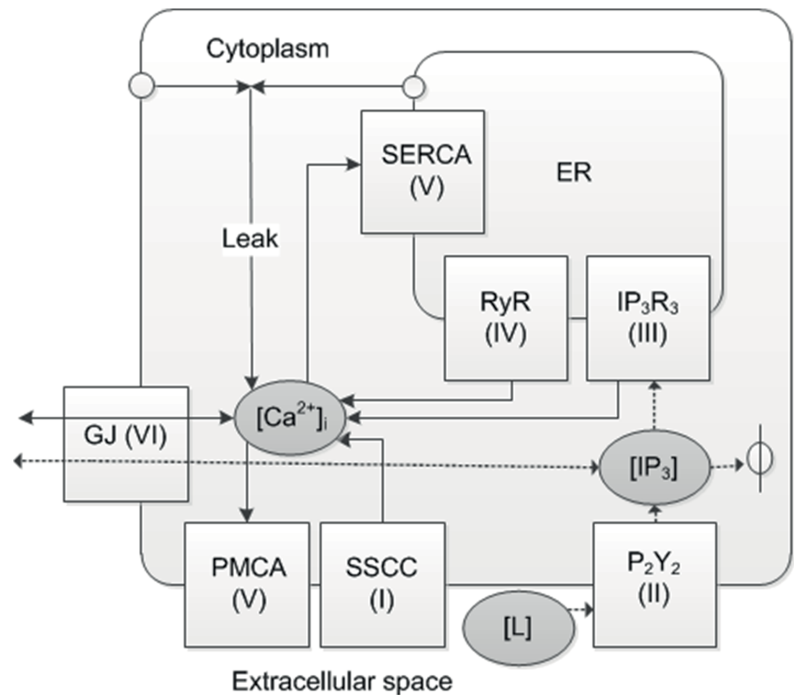 Cytoplasm
SERCA
(V)
ER
Leak
RyR
(IV)
IP₃R₃
(III)
[Ca²⁺]ᵢ
GJ (VI)
[IP₃]
PMCA
(V)
SSCC
(I)
P₂Y₂
(II)
[L]
Extracellular space